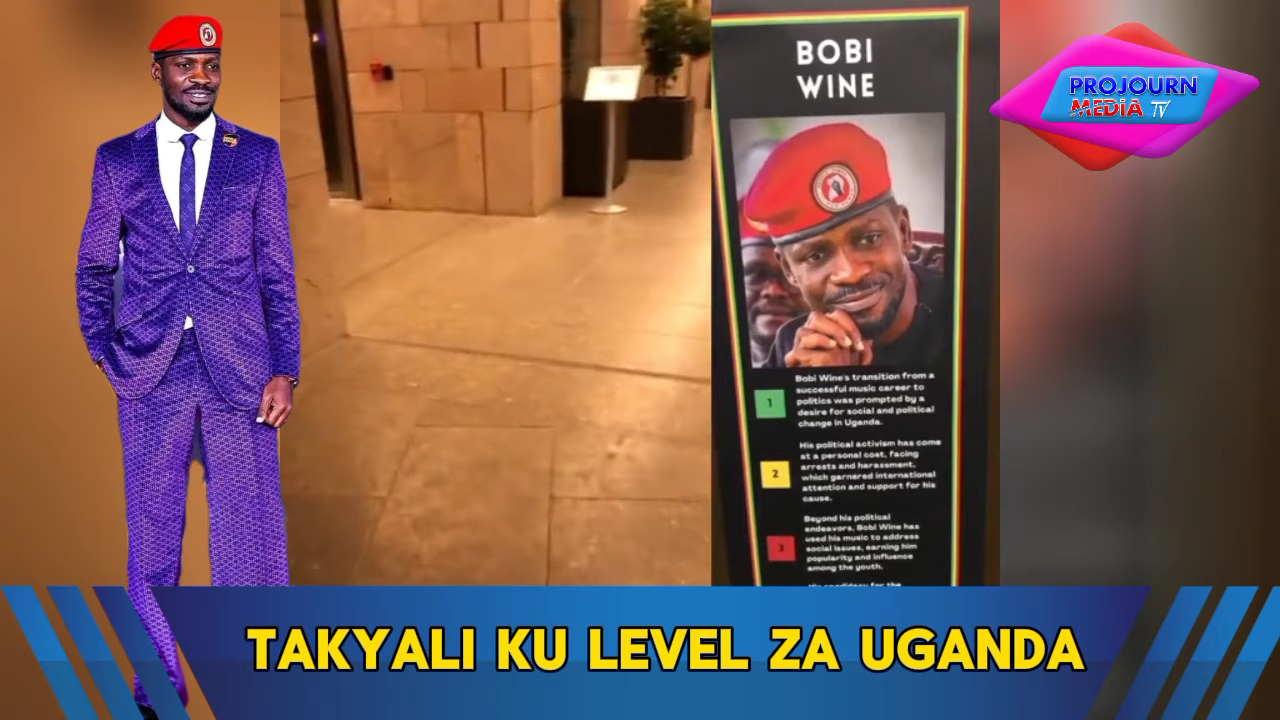 BOBI
WINE
PROJOURN
MEDIA TV
1
Bobi Wine's transition from a
successful music career to
politics was prompted by a
desire for social and political
change in Uganda.
2
His political activism has come
at a personal cost, facing
arrests and harassment,
which garnered international
attention and support for his
cause.
3
Beyond his political
endeavors, Bobi Wine has
used his music to address
social issues, earning him
popularity and influence
among the youth.
His candidacy for the
TAKYALI KU LEVEL ZA UGANDA